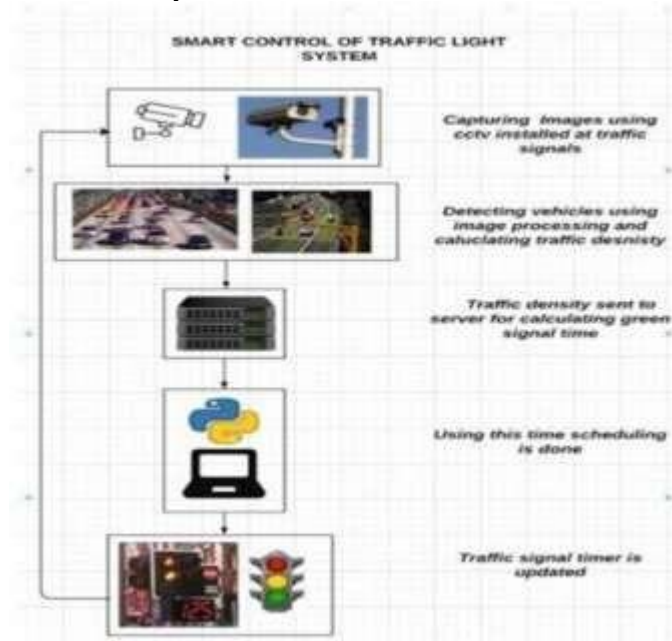 SMART CONTROL OF TRAFFIC LIGHT
SYSTEM
Capturing Images using
cctv installed at traffic
signals
Detecting vehicles using
image processing and
caluclating traffic desnisty
Traffic density sent to
server for calculating green
signal time
Using this time scheduling
is done
Traffic signal timer is
updated